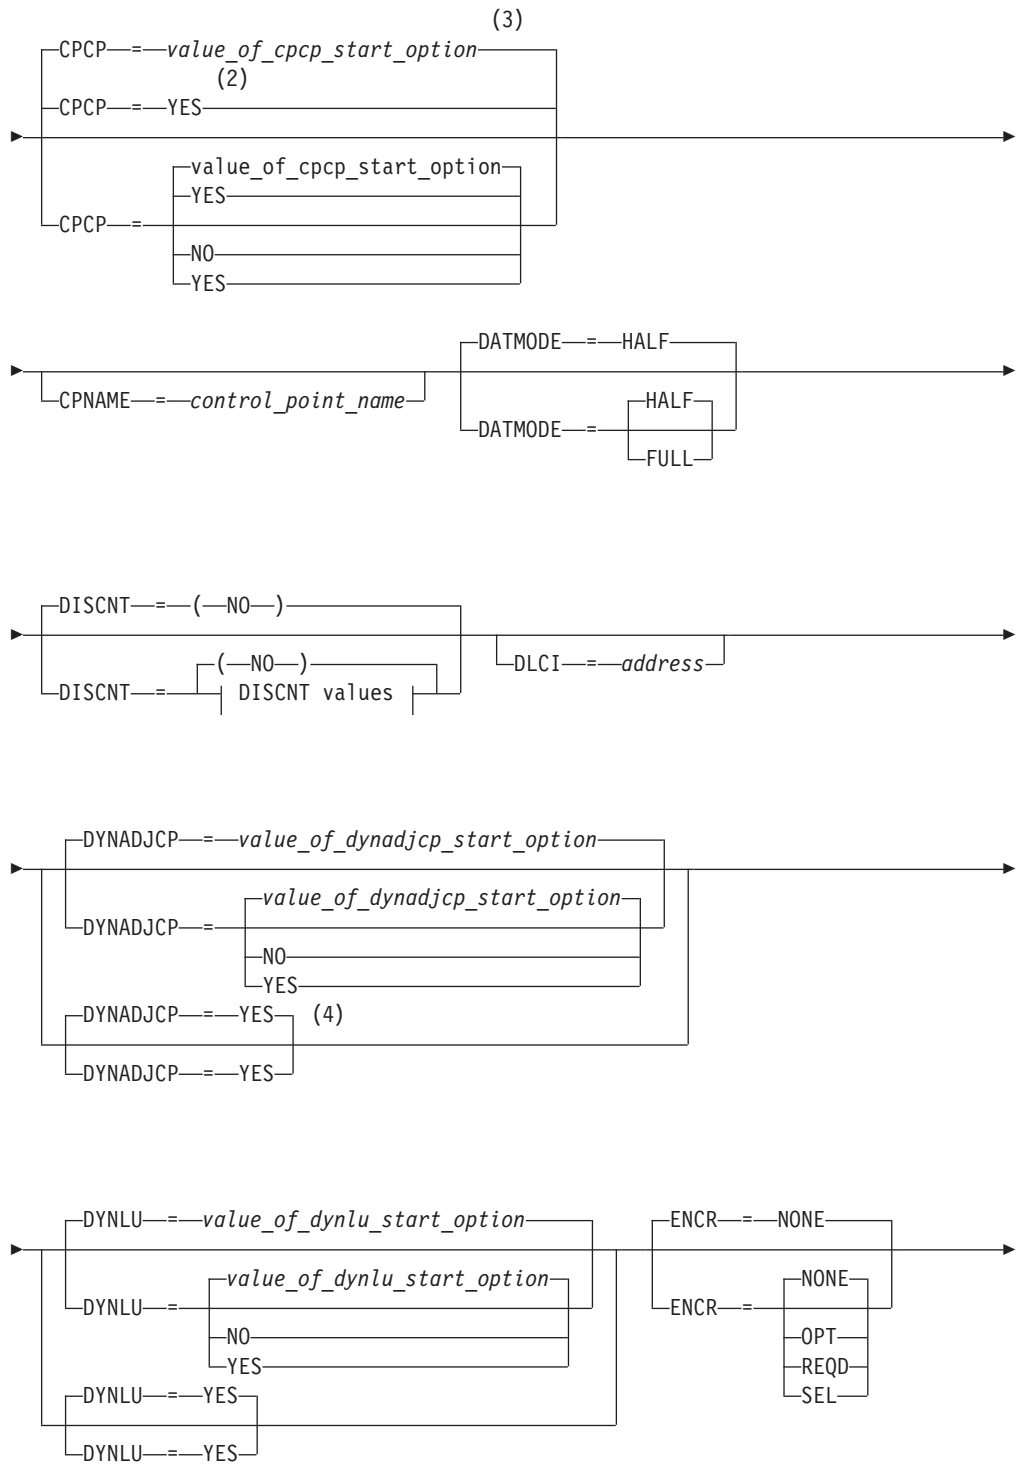 (3)
CPCP = value_of_cpcp_start_option
(2)
CPCP = YES
value_of_cpcp_start_option
YES
CPCP =
NO
YES
DATMODE = HALF
CPNAME = control_point_name
HALF
DATMODE =
FULL
DISCNT = ( NO )
( NO )
DISCNT = DISCNT values
DLCI = address
DYNADJCP = value_of_dynadjcp_start_option
value_of_dynadjcp_start_option
DYNADJCP =
NO
YES
DYNADJCP = YES (4)
DYNADJCP = YES
DYNLU = value_of_dynlu_start_option
value_of_dynlu_start_option
DYNLU =
NO
YES
DYNLU = YES
DYNLU = YES
ENCR = NONE
NONE
ENCR =
OPT
REQD
SEL